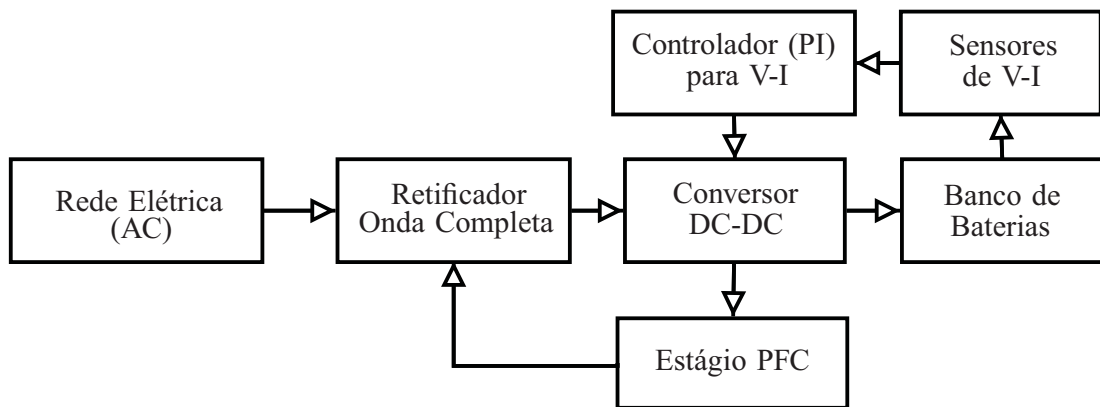 Controlador (PI)
para V-I
Sensores
de V-I
Rede Elétrica
(AC)
Retificador
Onda Completa
Conversor
DC-DC
Banco de
Baterias
Estágio PFC